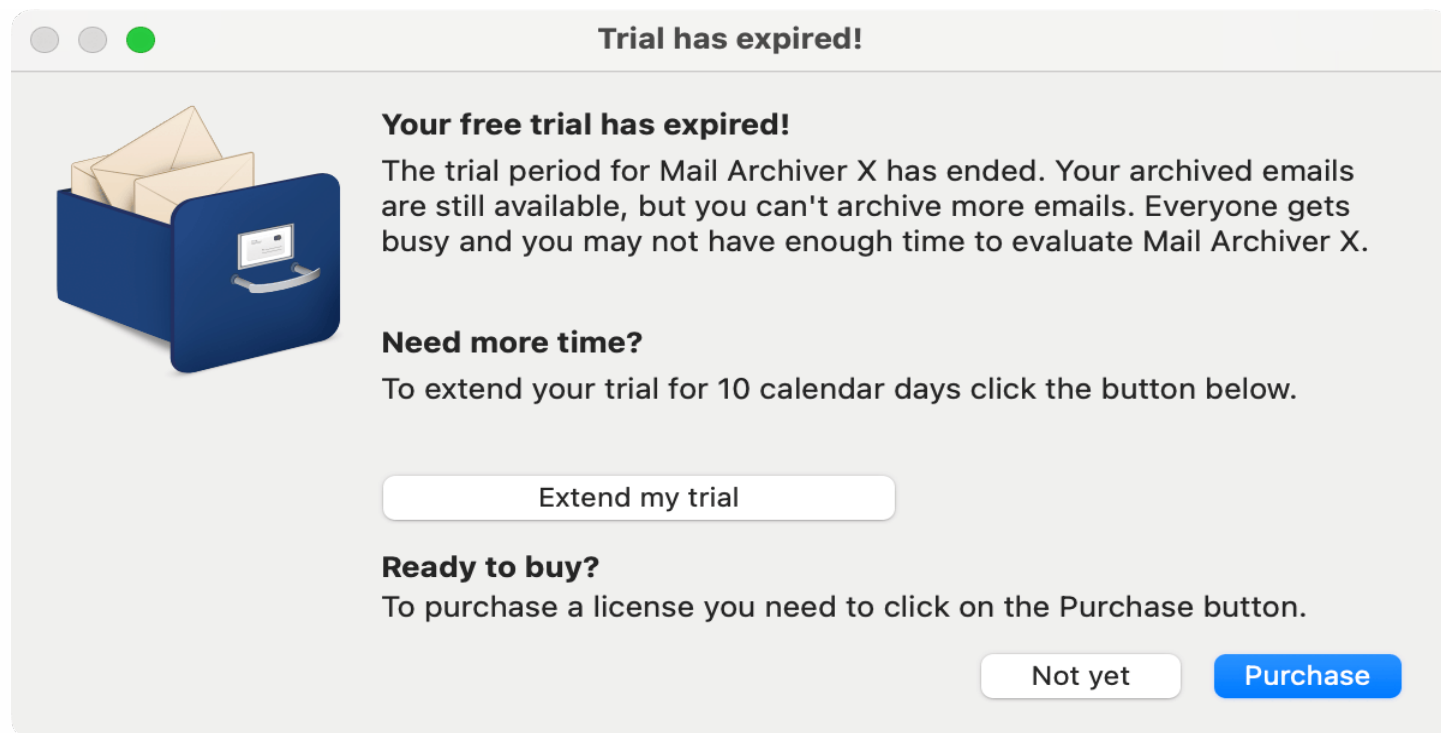 Trial has expired!
Your free trial has expired!
The trial period for Mail Archiver X has ended. Your archived emails
are still available, but you can't archive more emails. Everyone gets
busy and you may not have enough time to evaluate Mail Archiver X.
Need more time?
To extend your trial for 10 calendar days click the button below.
Extend my trial
Ready to buy?
To purchase a license you need to click on the Purchase button.
Not yet
Purchase